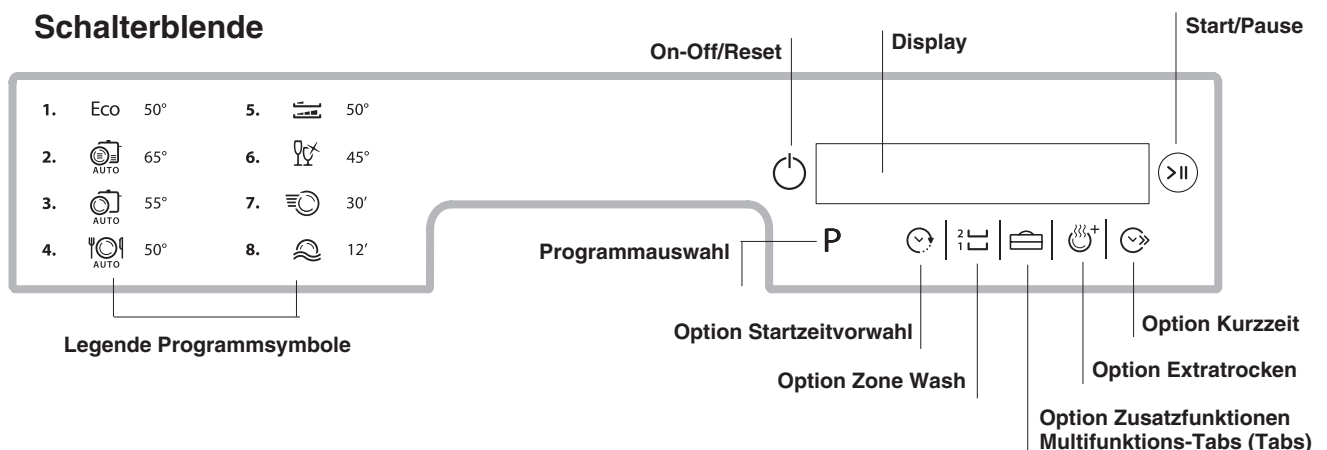 Schalterblende
Start/Pause
On-Off/Reset
Display
1. Eco 50° 5. 50°
2. AUTO 65° 6. 45°
3. AUTO 55° 7. 30′
4. AUTO 50° 8. 12′
P
2
1
+
Programmauswahl
Option Startzeitvorwahl
Option Kurzzeit
Legende Programmsymbole
Option Zone Wash
Option Extratrocken
Option Zusatzfunktionen
Multifunktions-Tabs (Tabs)